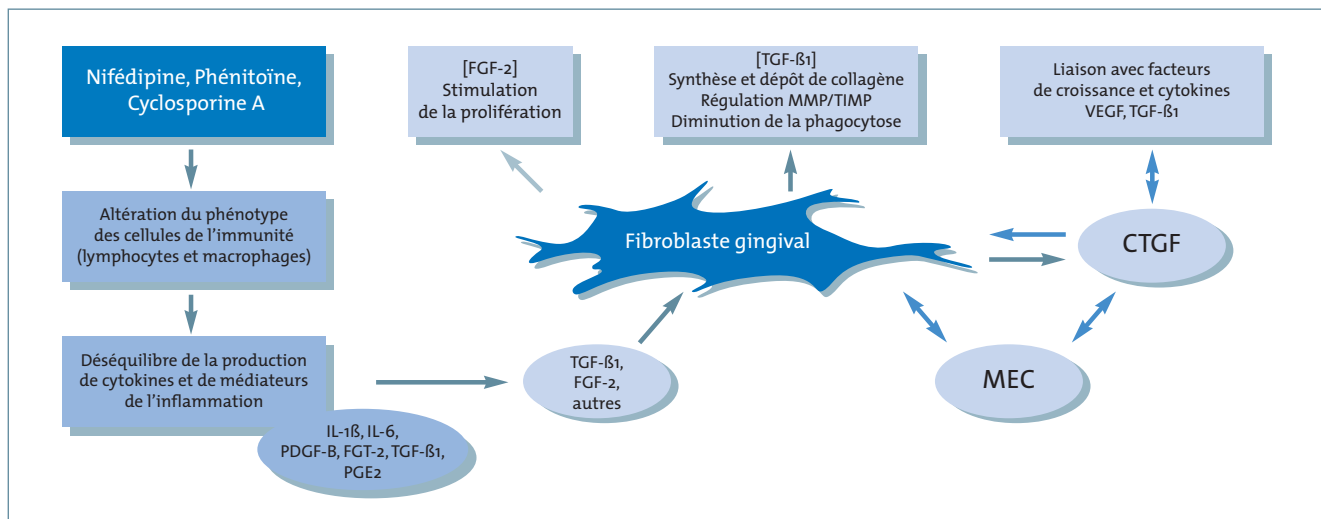 Nifédipine, Phénitoïne,
Cyclosporine A
Altération du phénotype
des cellules de l'immunité
(lymphocytes et macrophages)
Déséquilibre de la production
de cytokines et de médiateurs
de l'inflammation
IL-1ß, IL-6,
PDGF-B, FGT-2, TGF-ß1,
PGE2
TGF-ß1,
FGF-2,
autres
[FGF-2]
Stimulation
de la prolifération
[TGF-ß1]
Synthèse et dépôt de collagène
Régulation MMP/TIMP
Diminution de la phagocytose
Fibroblaste gingival
Liaison avec facteurs
de croissance et cytokines
VEGF, TGF-ß1
CTGF
MEC